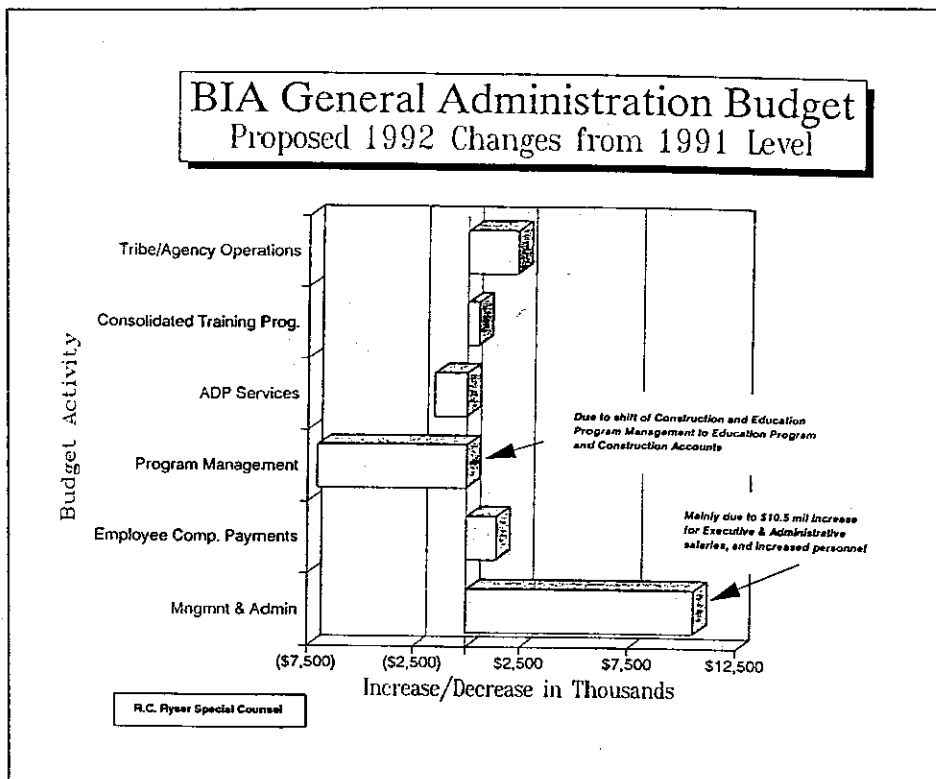 BIA General Administration Budget
Proposed 1992 Changes from 1991 Level
Budget Activity
Tribe/Agency Operations
Consolidated Training Prog.
ADP Services
Program Management
Employee Comp. Payments
Mngmnt & Admin
Due to shift of Construction and Education
Program Management to Education Program
and Construction Accounts
Mainly due to $10.5 mil Increase
for Executive & Administrative
salaries, and increased personnel
($7,500) ($2,500) $2,500 $7,500 $12,500
Increase/Decrease in Thousands
R.C. Ryser Special Counsel